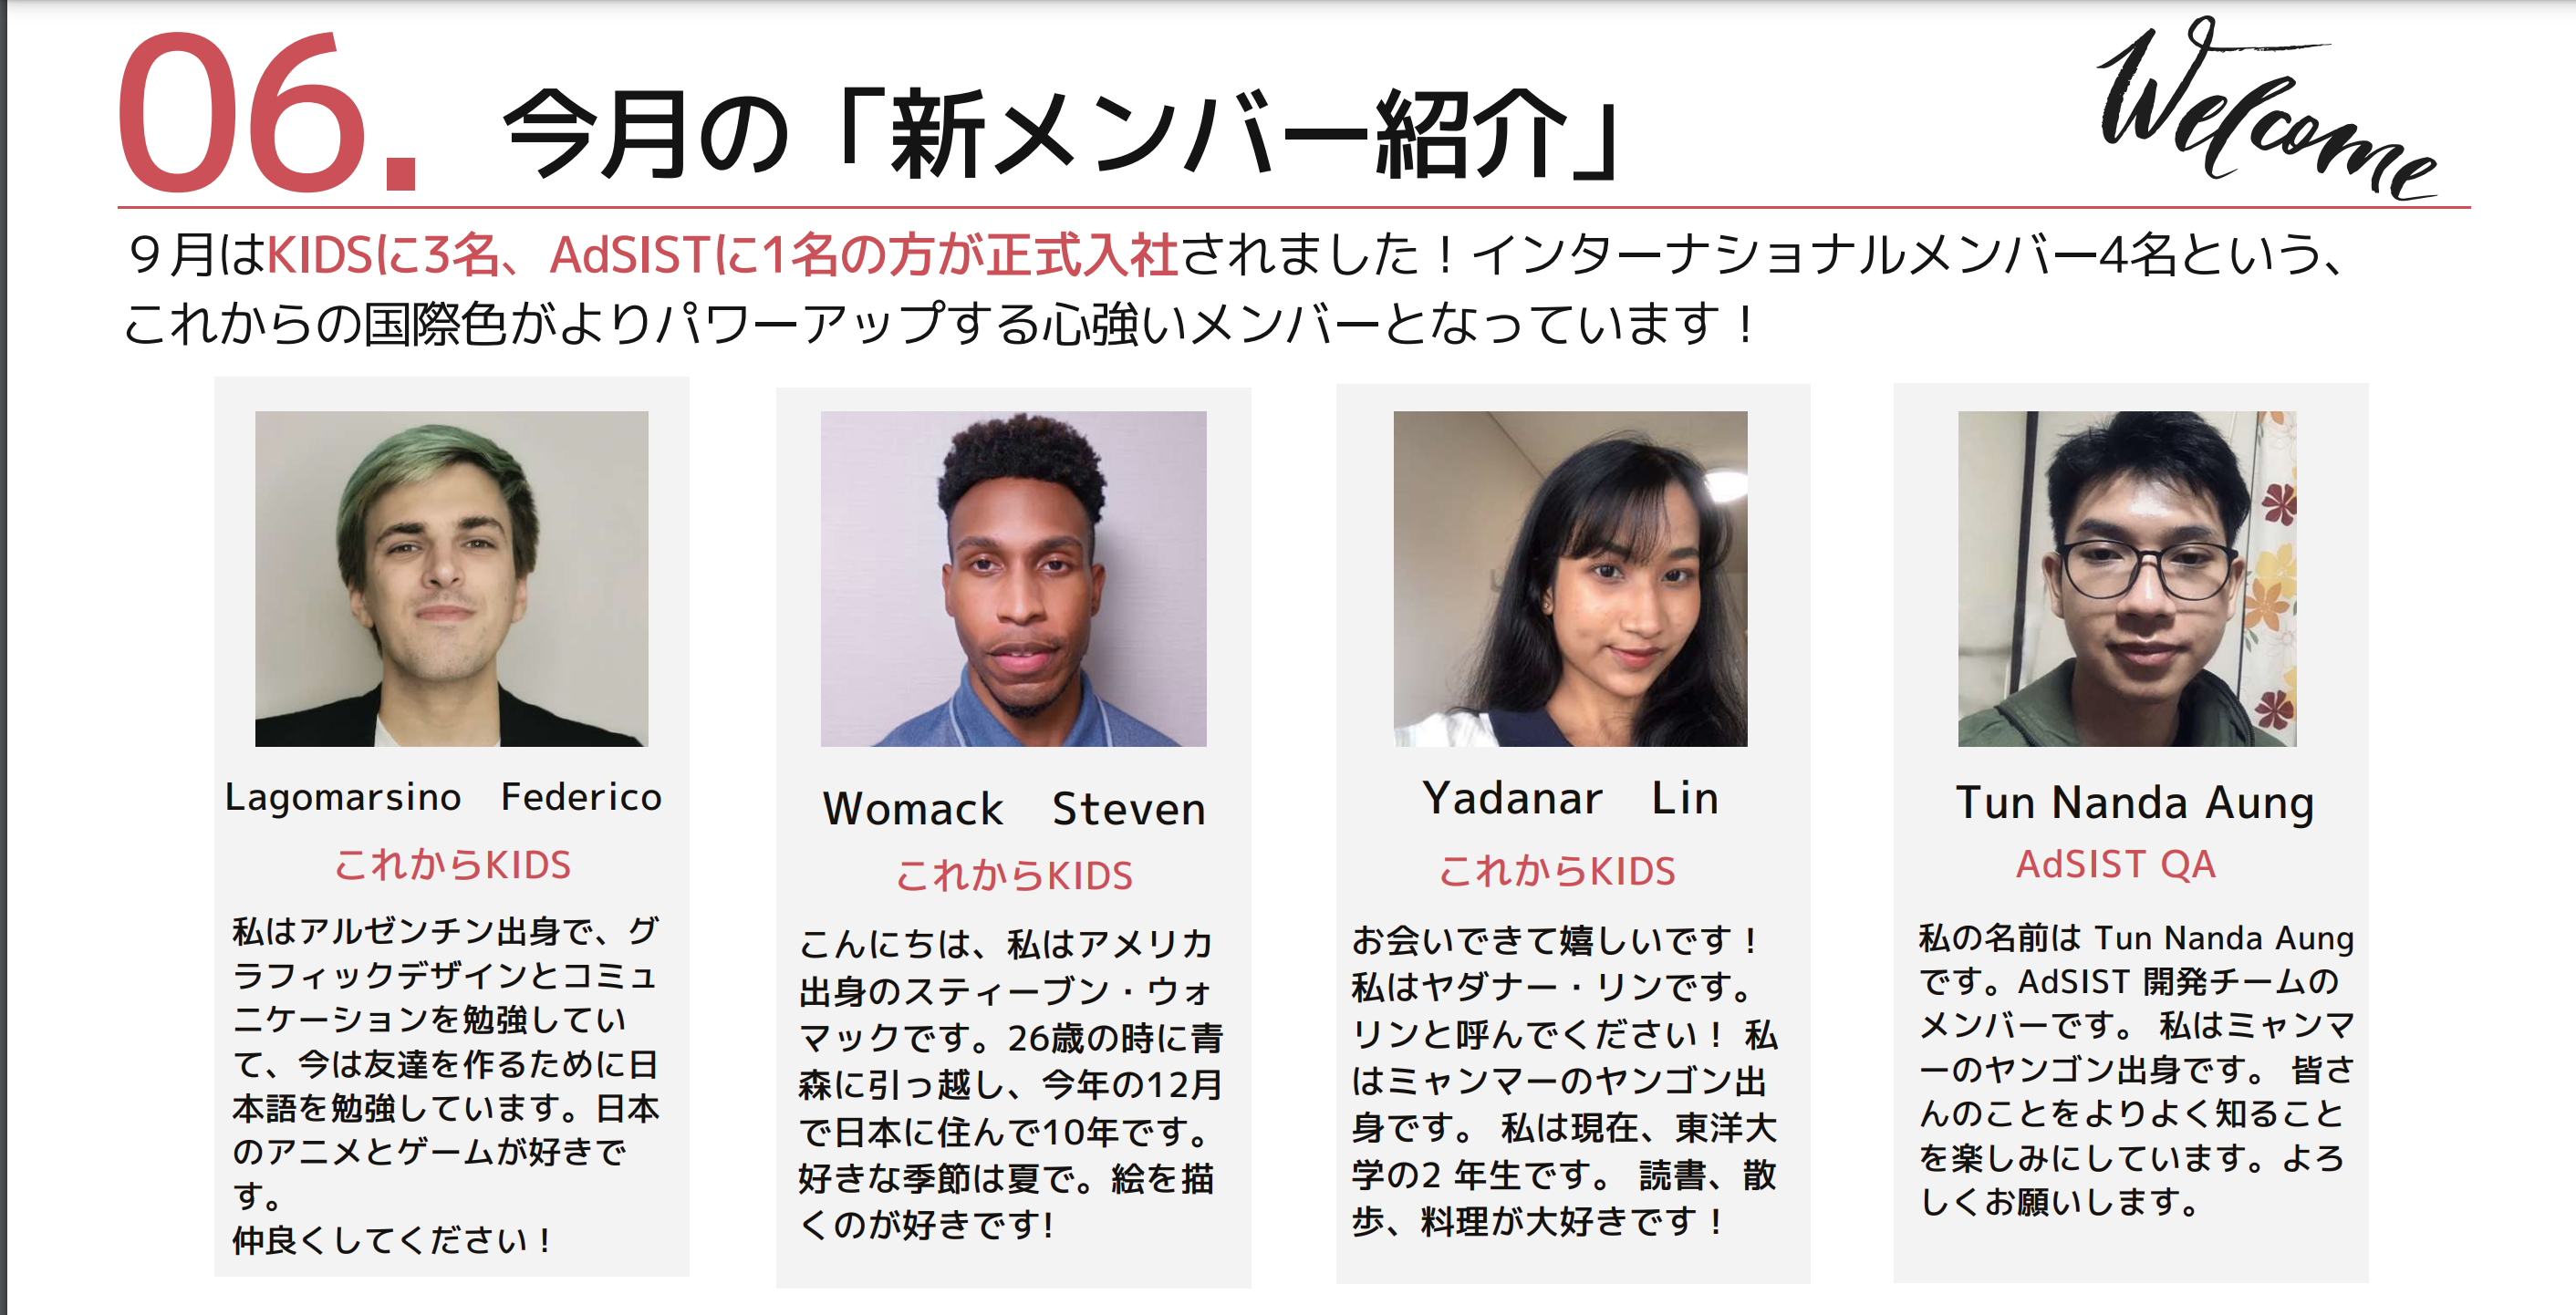 06.
今月の「新メンバー紹介」
Welcome
９月はKIDSに3名、AdSISTに1名の方が正式入社されました！インターナショナルメンバー4名という、
これからの国際色がよりパワーアップする心強いメンバーとなっています！
Lagomarsino　Federico
これからKIDS
私はアルゼンチン出身で、グ
ラフィックデザインとコミュ
ニケーションを勉強してい
て、今は友達を作るために日
本語を勉強しています。日本
のアニメとゲームが好きで
す。
仲良くしてください！
Womack　Steven
これからKIDS
こんにちは、私はアメリカ
出身のスティーブン・ウォ
マックです。26歳の時に青
森に引っ越し、今年の12月
で日本に住んで10年です。
好きな季節は夏で。絵を描
くのが好きです!
Yadanar　Lin
これからKIDS
お会いできて嬉しいです！
私はヤダナー・リンです。
リンと呼んでください！ 私
はミャンマーのヤンゴン出
身です。 私は現在、東洋大
学の2 年生です。 読書、散
歩、料理が大好きです！
Tun Nanda Aung
AdSIST QA
私の名前は Tun Nanda Aung
です。AdSIST 開発チームの
メンバーです。 私はミャンマ
ーのヤンゴン出身です。 皆さ
んのことをよりよく知ること
を楽しみにしています。よろ
しくお願いします。